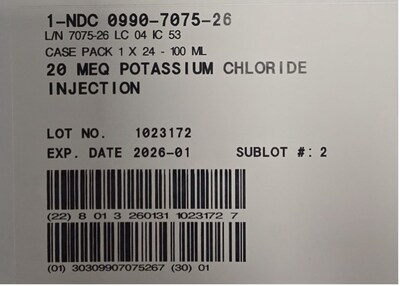 1-NDC 0990-7075-26
L/N 7075-26 LC 04 IC 53
CASE PACK 1 X 24 - 100 ML
20 MEQ POTASSIUM CHLORIDE
INJECTION
LOT NO. 1023172
EXP. DATE 2026-01 SUBLOT #: 2
(22) 8 01 3 260131 1023172 7
(01) 30309907075267 (30) 01